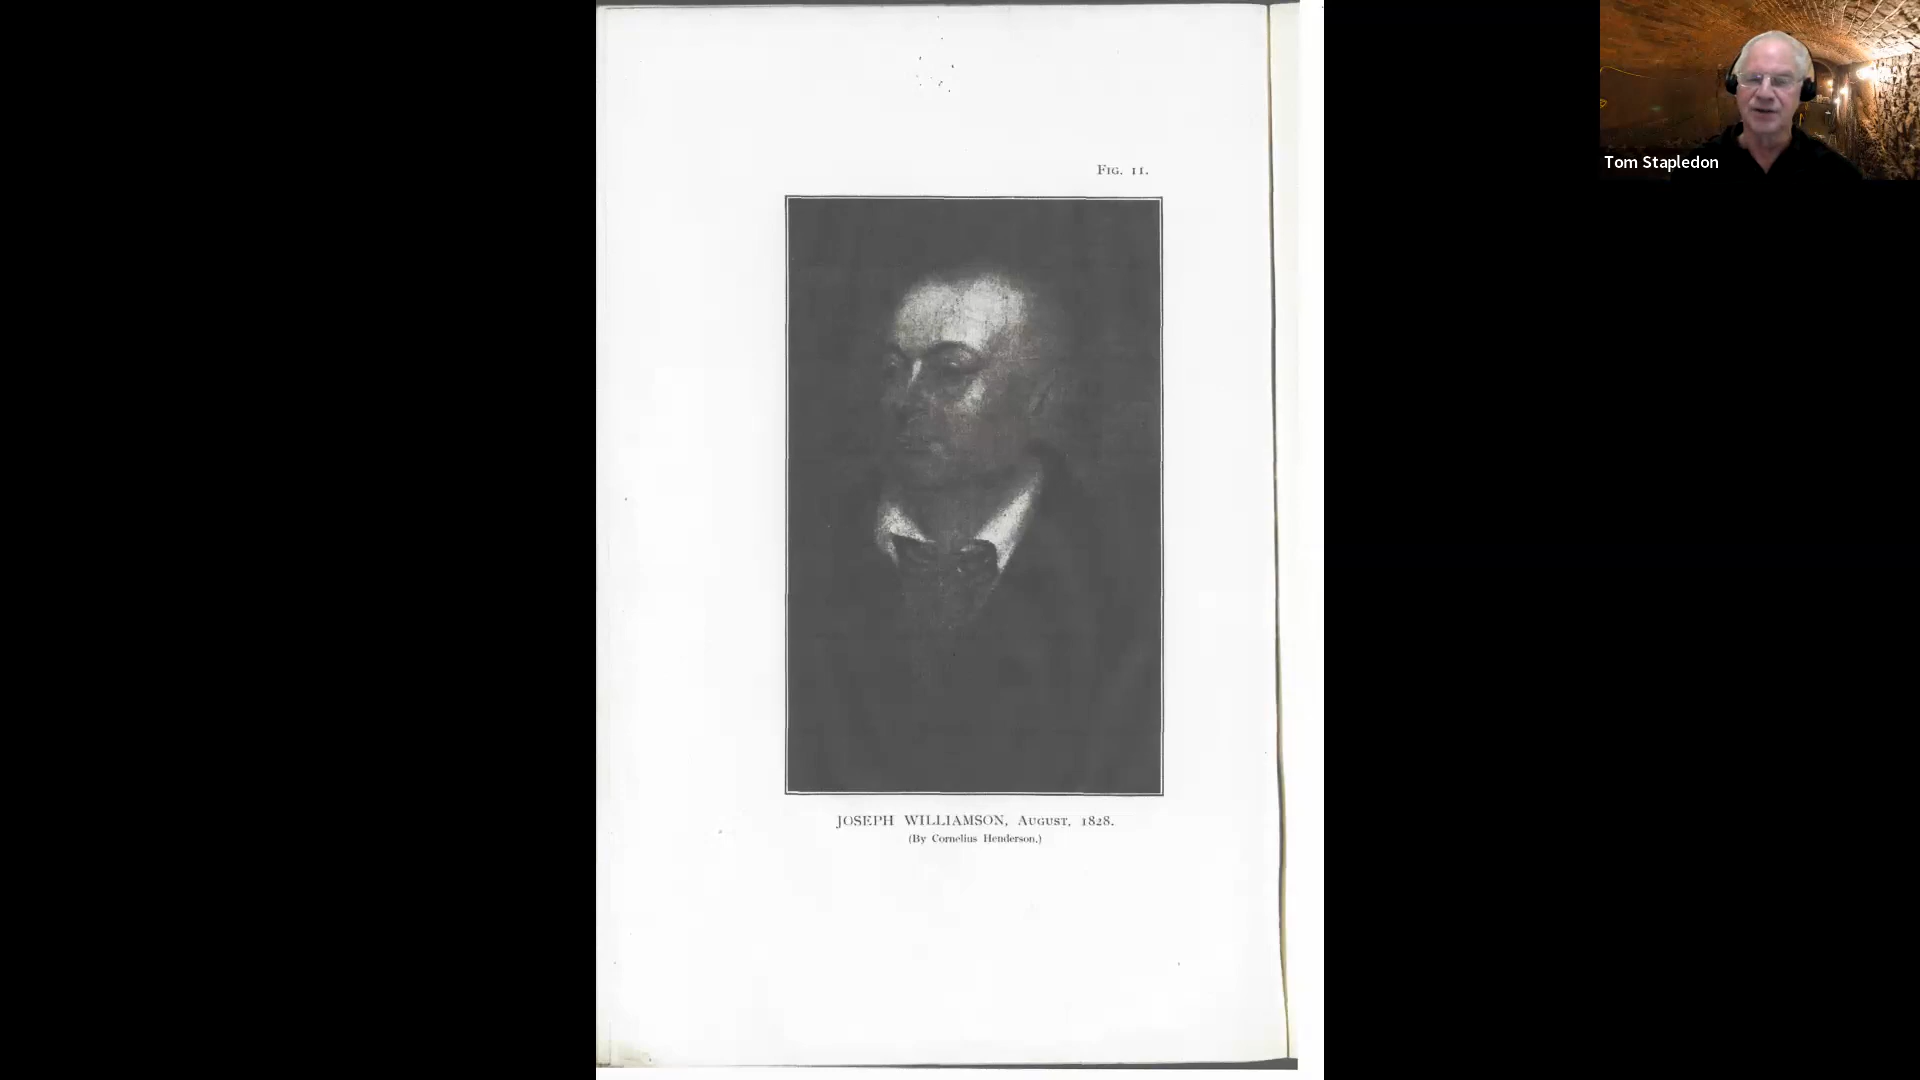 Fig. 11.
JOSEPH WILLIAMSON, August, 1828.
(By Cornelius Henderson.)
Tom Stapledon